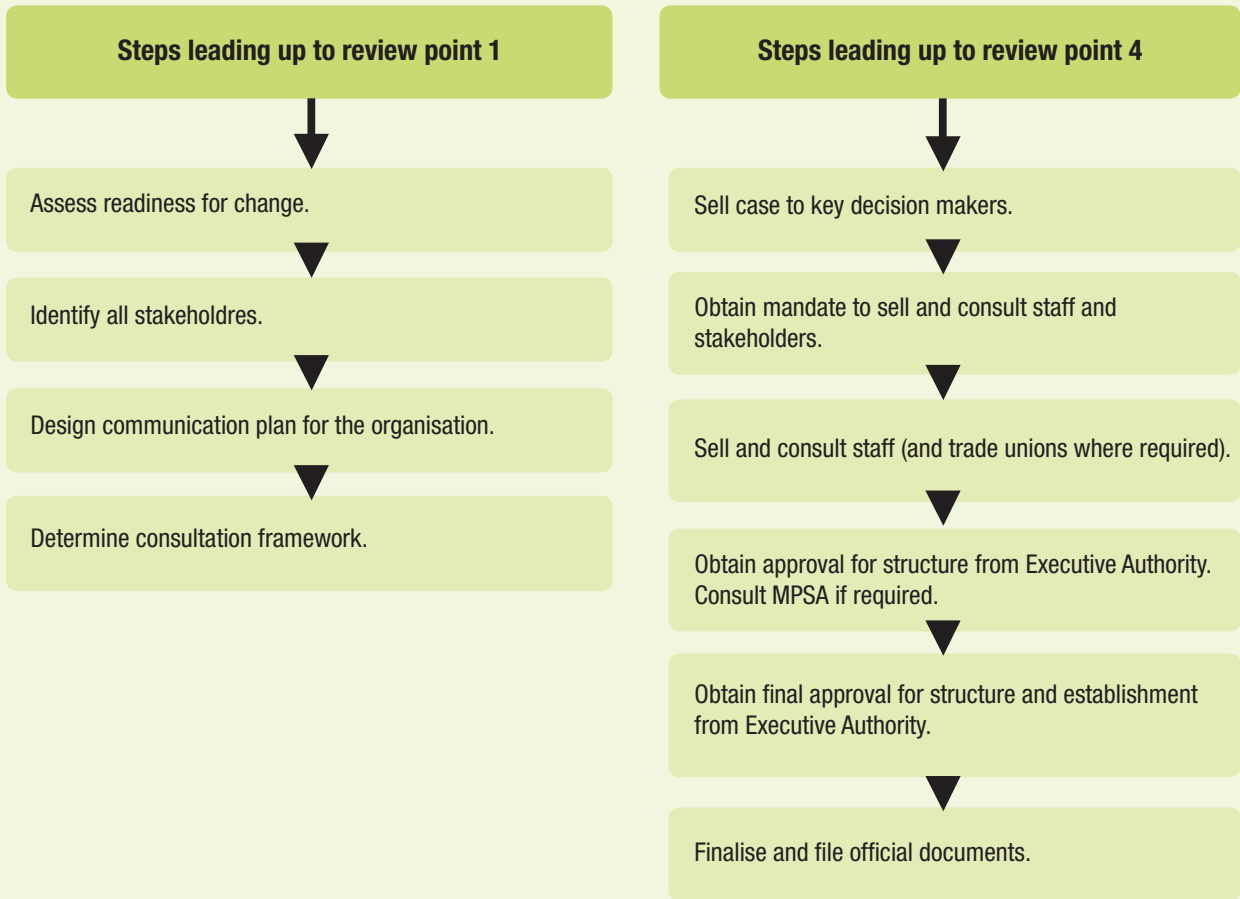 Steps leading up to review point 1
Assess readiness for change.
Identify all stakeholdres.
Design communication plan for the organisation.
Determine consultation framework.
Steps leading up to review point 4
Sell case to key decision makers.
Obtain mandate to sell and consult staff and
stakeholders.
Sell and consult staff (and trade unions where required).
Obtain approval for structure from Executive Authority.
Consult MPSA if required.
Obtain final approval for structure and establishment
from Executive Authority.
Finalise and file official documents.